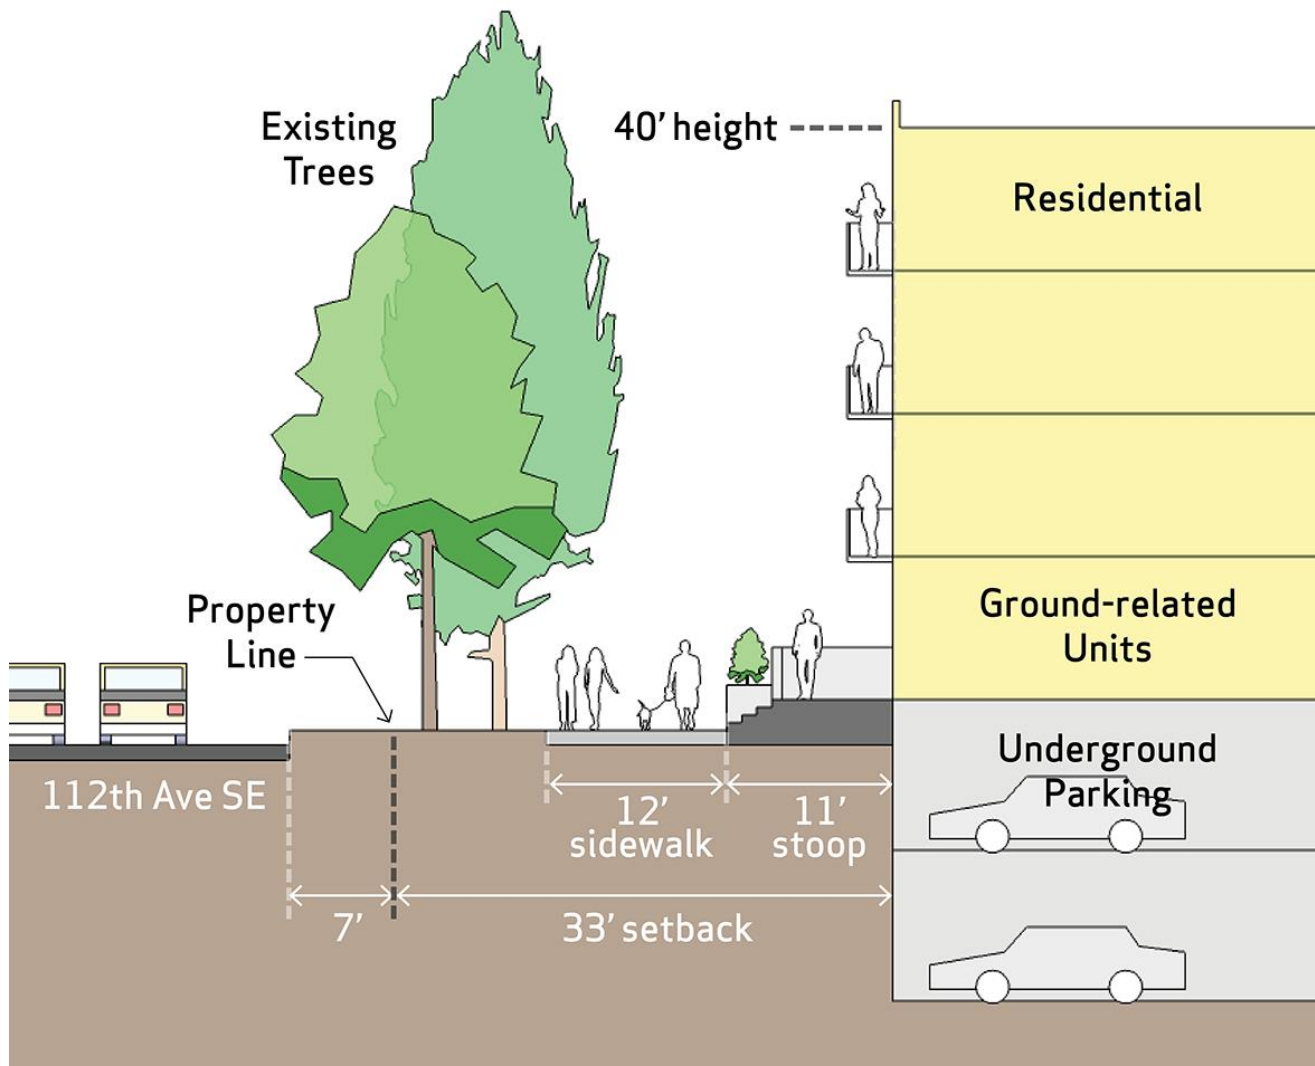 Existing
Trees
40’ height
Residential
Property
Line
Ground-related
Units
112th Ave SE
Underground
Parking
12’
sidewalk
11’
stoop
7’
33’ setback